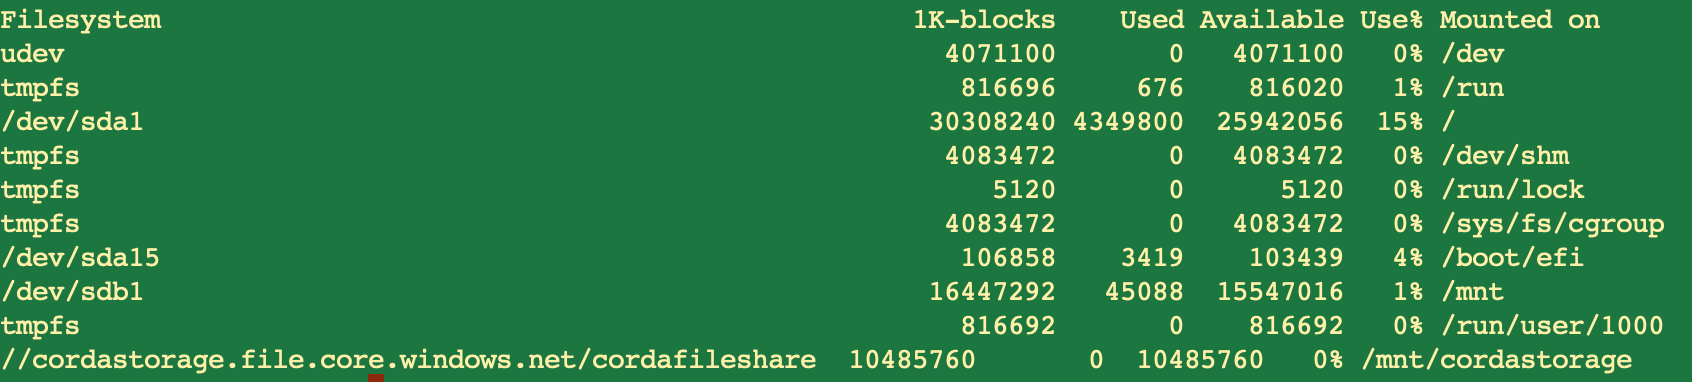 Filesystem 1K-blocks Used Available Use% Mounted on
udev 4071100 0 4071100 0% /dev
tmpfs 816696 676 816020 1% /run
/dev/sda1 30308240 4349800 25942056 15% /
tmpfs 4083472 0 4083472 0% /dev/shm
tmpfs 5120 0 5120 0% /run/lock
tmpfs 4083472 0 4083472 0% /sys/fs/cgroup
/dev/sda15 106858 3419 103439 4% /boot/efi
/dev/sdb1 16447292 45088 15547016 1% /mnt
tmpfs 816692 0 816692 0% /run/user/1000
//cordastorage.file.core.windows.net/cordafileshare 10485760 0 10485760 0% /mnt/cordastorage